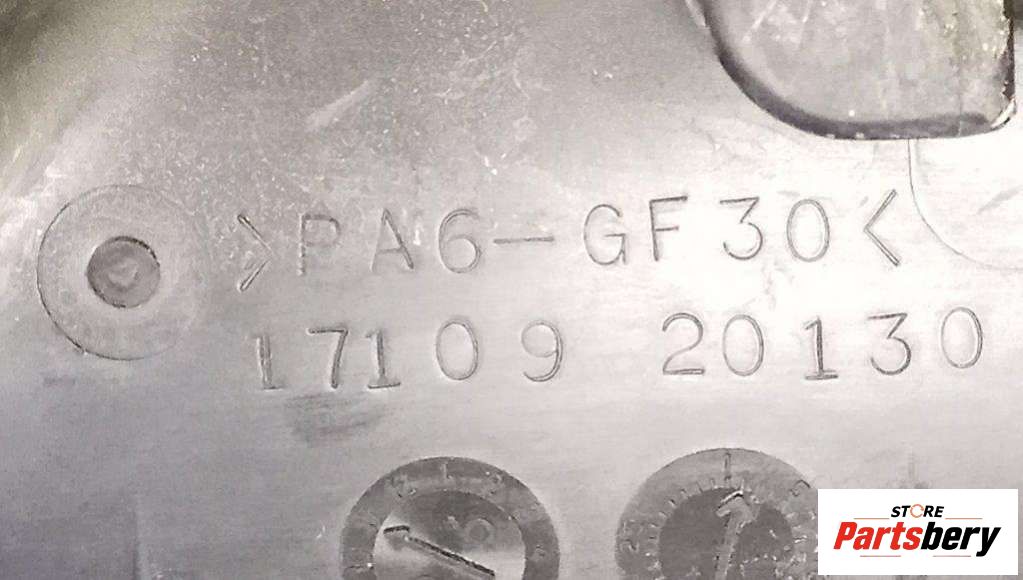 >PA6-GF30<
17109 20130
STORE
Partsbery